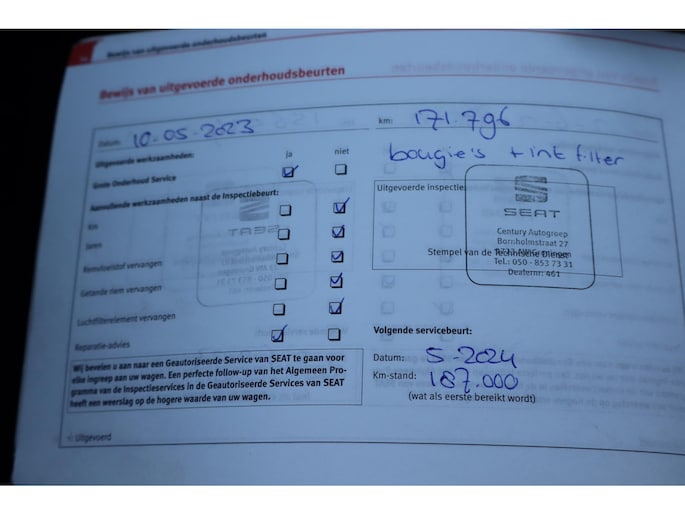 Bewijs van uitgevoerde onderhoudsbeurten
Bewijs van uitgevoerde onderhoudsbeurten
Datum: 10-05-2023
km: 171.796
Uitgevoerde werkzaamheden:
ja niet
bougie's + int filter
Grote Onderhoud Service
Aanvullende werkzaamheden naast de Inspectiebeurt:
Km
Jaren
Remvloeistof vervangen
Getande riem vervangen
Luchtfilterelement vervangen
Reparatie-advies
Uitgevoerde inspectie:
SEAT
Century Autogroep
Bornholmstraat 27
Stempel van de Technische Dienst
Tel.: 050 - 853 73 31
Dealernr: 461
Wij bevelen u aan naar een Geautoriseerde Service van SEAT te gaan voor
elke ingreep aan uw wagen. Een perfecte follow-up van het Algemeen Pro-
gramma van de Inspectieservices in de Geautoriseerde Services van SEAT
heeft een weerslag op de hogere waarde van uw wagen.
Volgende servicebeurt:
Datum: 5-2024
Km-stand: 187.000
(wat als eerste bereikt wordt)
Uitgevoerd